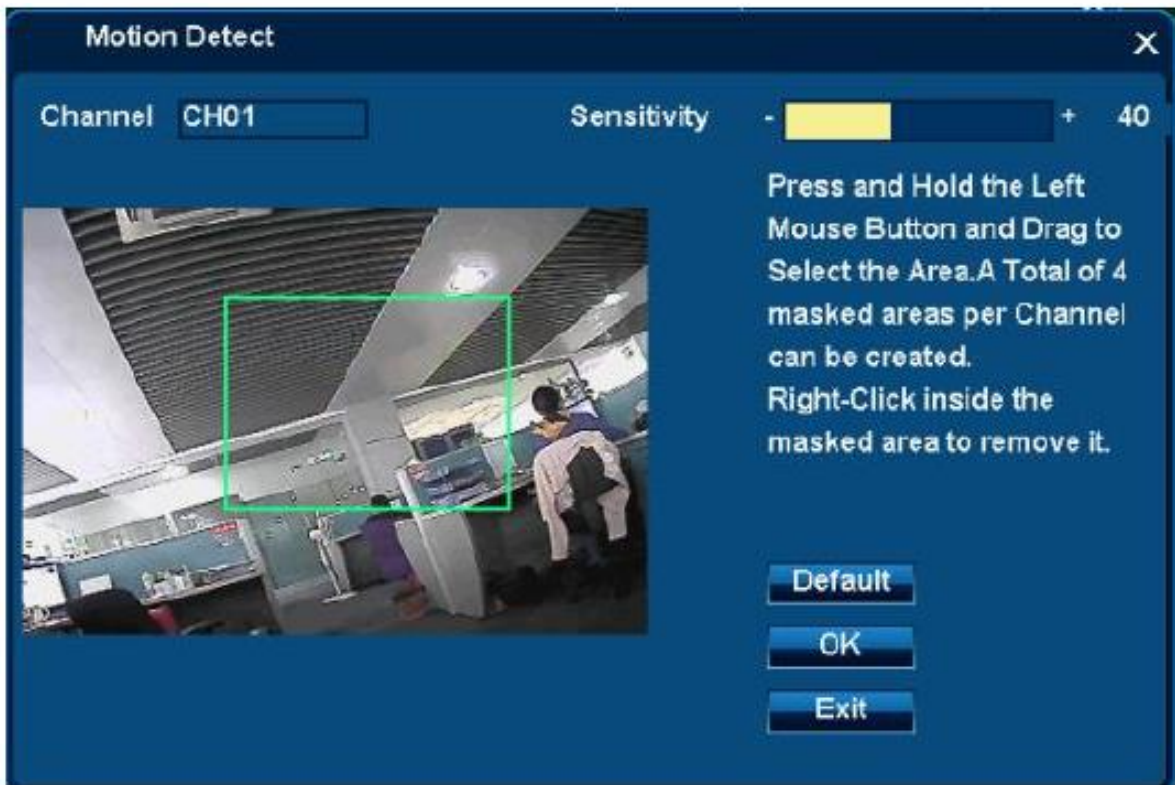 Motion Detect
X
Channel CH01 Sensitivity - + 40
Press and Hold the Left
Mouse Button and Drag to
Select the Area.A Total of 4
masked areas per Channel
can be created.
Right-Click inside the
masked area to remove it.
Default
OK
Exit